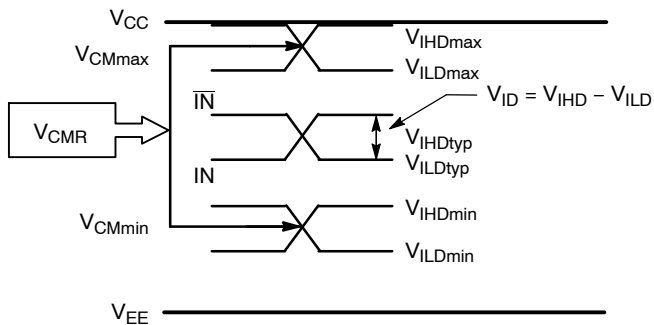 VCC
VIHDmax
VCMmax
VILDmax
IN
VID = VIHD – VILD
VCMR
VIHDtyp
VILDtyp
IN
VIHDmin
VCMmin
VILDmin
VEE